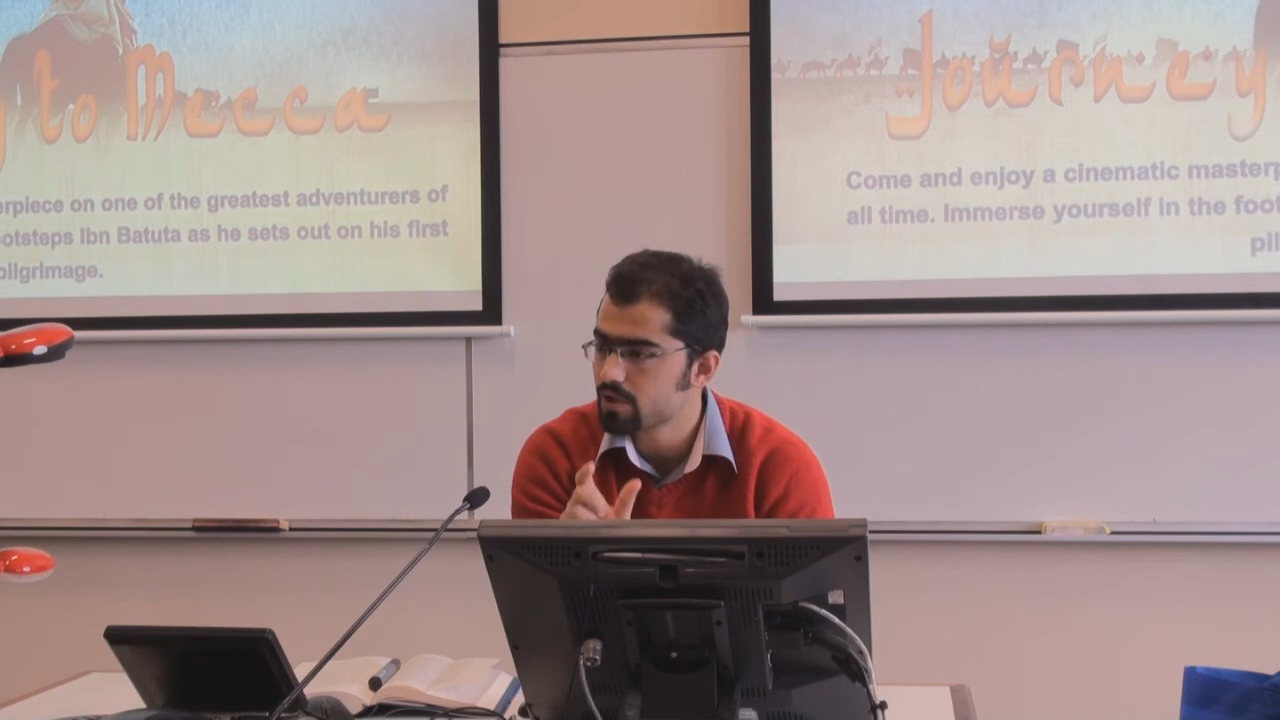 to Mecca
erpiece on one of the greatest adventurers of
otsteps Ibn Batuta as he sets out on his first
pilgrimage.
Journey
Come and enjoy a cinematic masterp
all time. Immerse yourself in the foot
pil